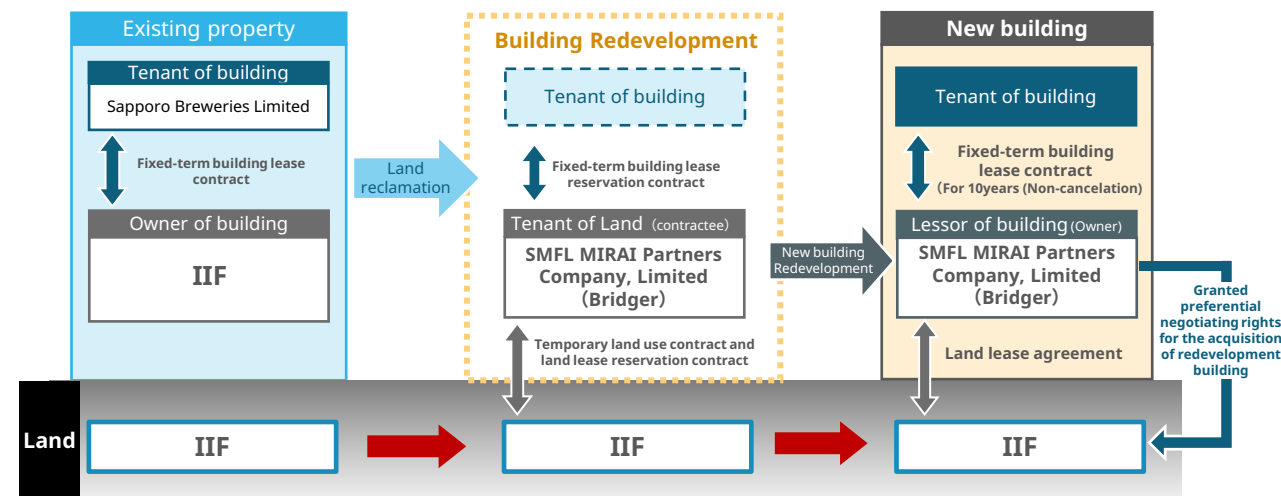 Existing property
Tenant of building
Sapporo Breweries Limited
Fixed-term building lease
contract
Owner of building
IIF
Land
reclamation
Building Redevelopment
Tenant of building
Fixed-term building lease
reservation contract
Tenant of Land （contractee）
SMFL MIRAI Partners
Company, Limited
（Bridger）
Temporary land use contract and
land lease reservation contract
New building
Redevelopment
New building
Tenant of building
Fixed-term building
lease contract
（For 10years (Non-cancelation)
Lessor of building (Owner)
SMFL MIRAI Partners
Company, Limited
（Bridger）
Land lease agreement
Granted
preferential
negotiating rights
for the acquisition
of redevelopment
building
Land
IIF
IIF
IIF